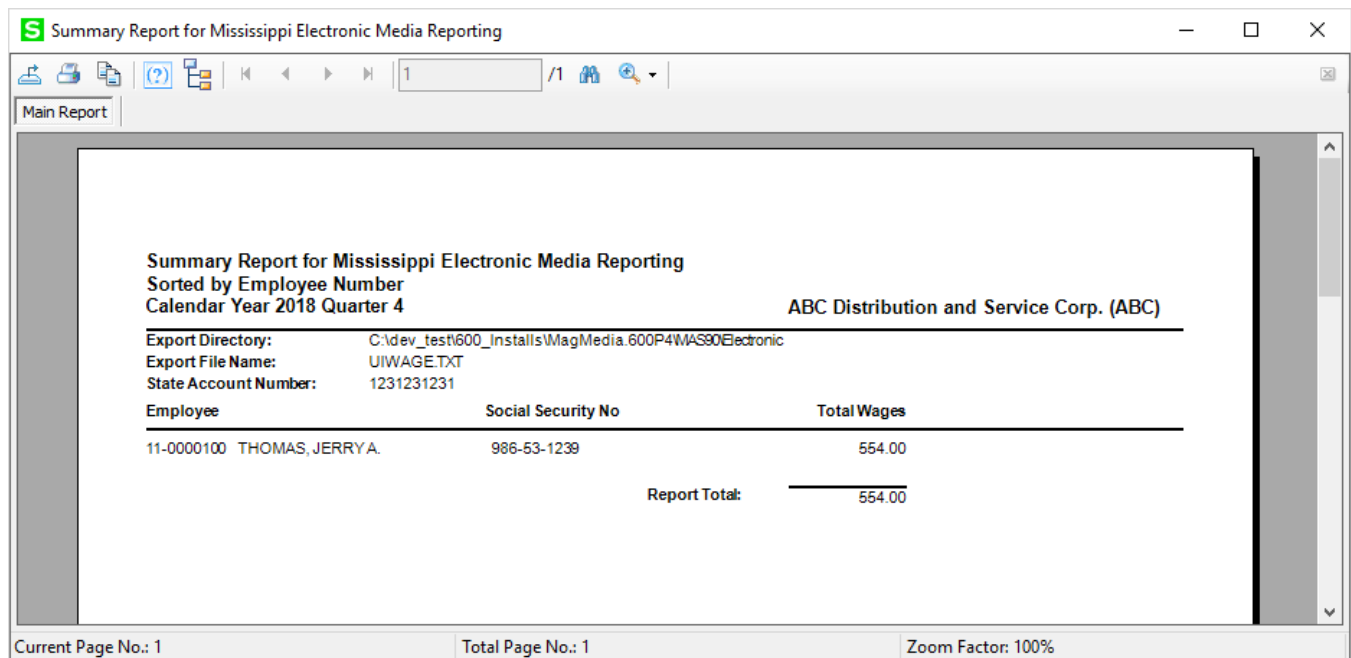 S Summary Report for Mississippi Electronic Media Reporting
(?) 1 /1
Main Report
Summary Report for Mississippi Electronic Media Reporting
Sorted by Employee Number
Calendar Year 2018 Quarter 4 ABC Distribution and Service Corp. (ABC)
Export Directory: C:\dev_test\600_Installs\MagMedia.600P4\MAS90\Electronic
Export File Name: UIWAGE.TXT
State Account Number: 1231231231
Employee Social Security No Total Wages
11-0000100 THOMAS, JERRY A. 986-53-1239 554.00
Report Total: 554.00
Current Page No.: 1 Total Page No.: 1 Zoom Factor: 100%